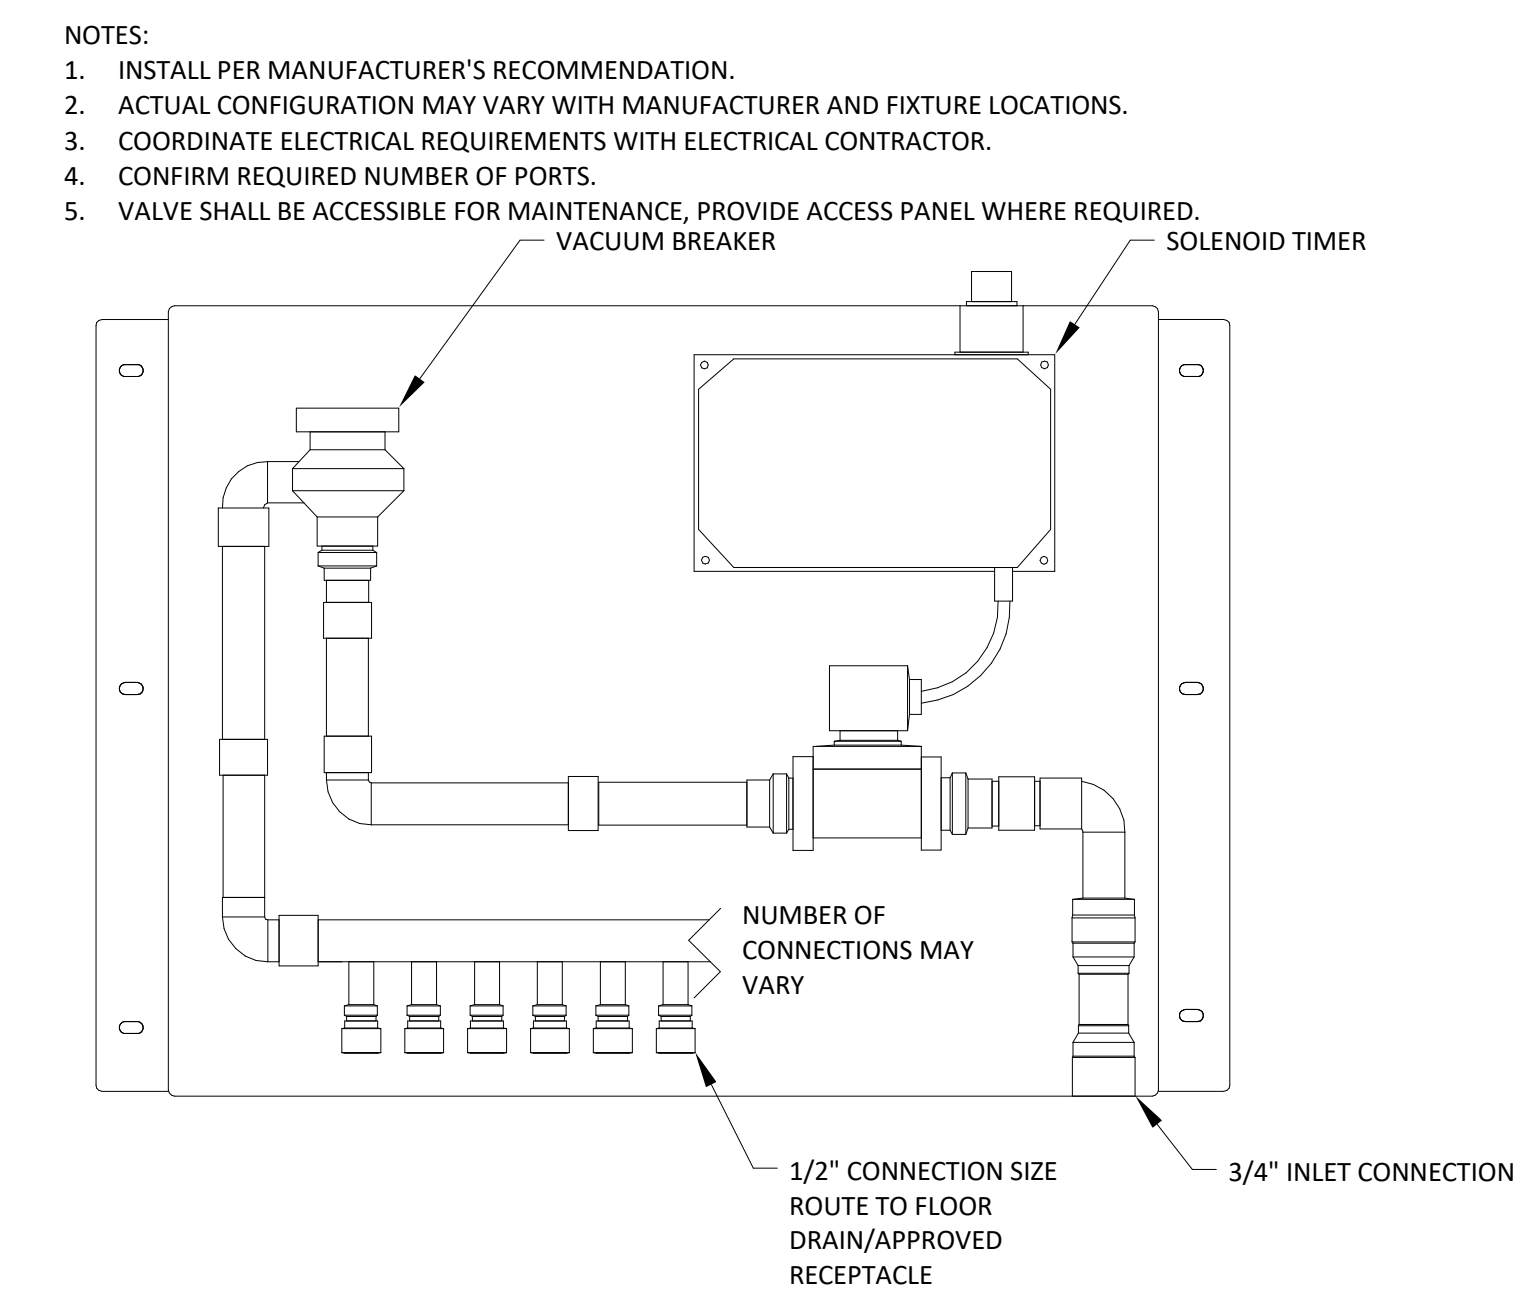 NOTES:
1. INSTALL PER MANUFACTURER'S RECOMMENDATION.
2. ACTUAL CONFIGURATION MAY VARY WITH MANUFACTURER AND FIXTURE LOCATIONS.
3. COORDINATE ELECTRICAL REQUIREMENTS WITH ELECTRICAL CONTRACTOR.
4. CONFIRM REQUIRED NUMBER OF PORTS.
5. VALVE SHALL BE ACCESSIBLE FOR MAINTENANCE, PROVIDE ACCESS PANEL WHERE REQUIRED.
VACUUM BREAKER
SOLENOID TIMER
NUMBER OF
CONNECTIONS MAY
VARY
1/2" CONNECTION SIZE
ROUTE TO FLOOR
DRAIN/APPROVED
RECEPTACLE
3/4" INLET CONNECTION